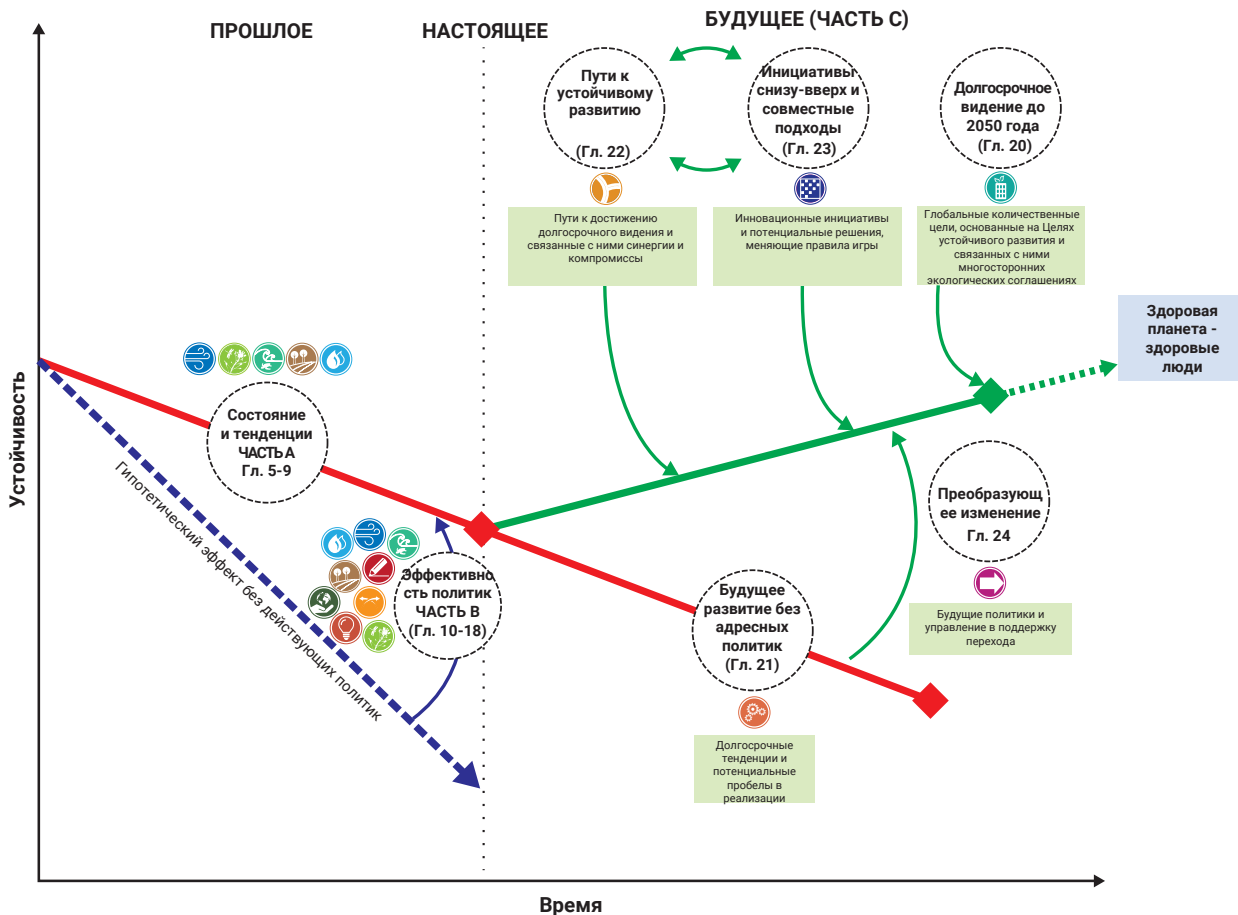 ПРОШЛОЕ
НАСТОЯЩЕЕ
БУДУЩЕЕ (ЧАСТЬ С)
Пути к
устойчивому
развитию
(Гл. 22)
Инициативы
снизу-вверх и
совместные
подходы
(Гл. 23)
Долгосрочное
видение до
2050 года
(Гл. 20)
Пути к достижению
долгосрочного видения и
связанные с ними синергии и
компромиссы
Инновационные инициативы
и потенциальные решения,
меняющие правила игры
Глобальные количественные
цели, основанные на Целях
устойчивого развития и
связанных с ними
многосторонних
экологических соглашениях
Здоровая
планета -
здоровые
люди
Устойчивость
Состояние
и тенденции
ЧАСТЬ А
Гл. 5-9
Гипотетический эффект без действующих политик
Эффективно
сть политик
ЧАСТЬ В
(Гл. 10-18)
Преобразующ
ее изменение
Гл. 24
Будущие политики и
управление в поддержку
перехода
Будущее
развитие без
адресных
политик
(Гл. 21)
Долгосрочные
тенденции и
потенциальные
пробелы в
реализации
Время